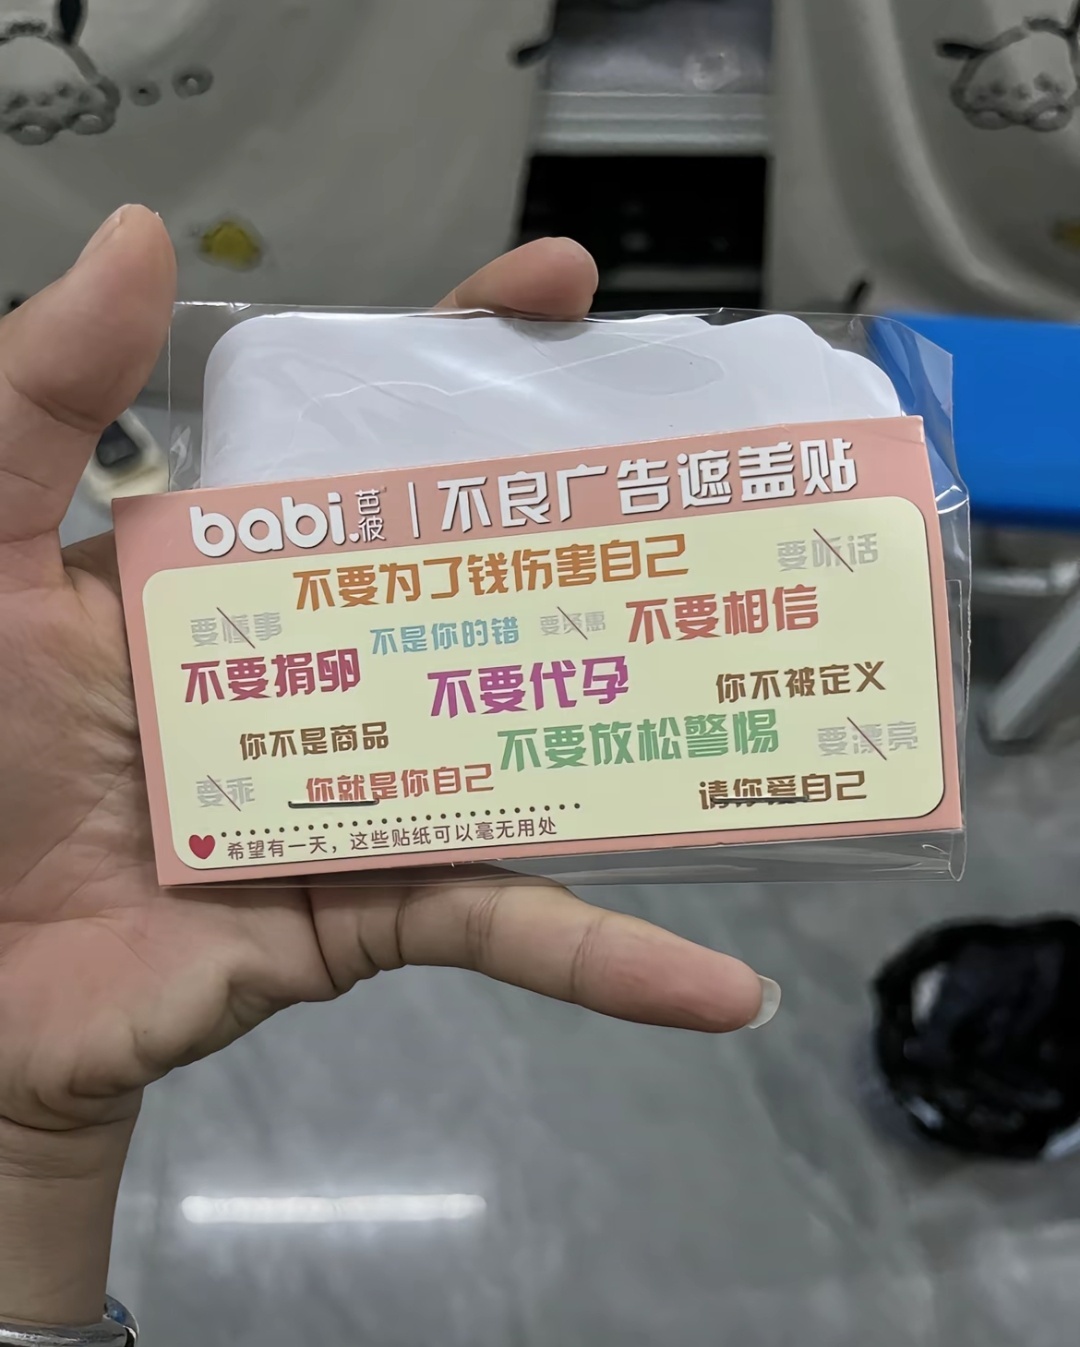 babi.芭彼 | 不良广告遮盖贴
不要为了钱伤害自己 要听话
要懂事 不是你的错 要贤惠 不要相信
不要捐卵 不要代孕 你不被定义
你不是商品 不要放松警惕 要漂亮
要乖 你就是你自己 请你爱自己
希望有一天，这些贴纸可以毫无用处